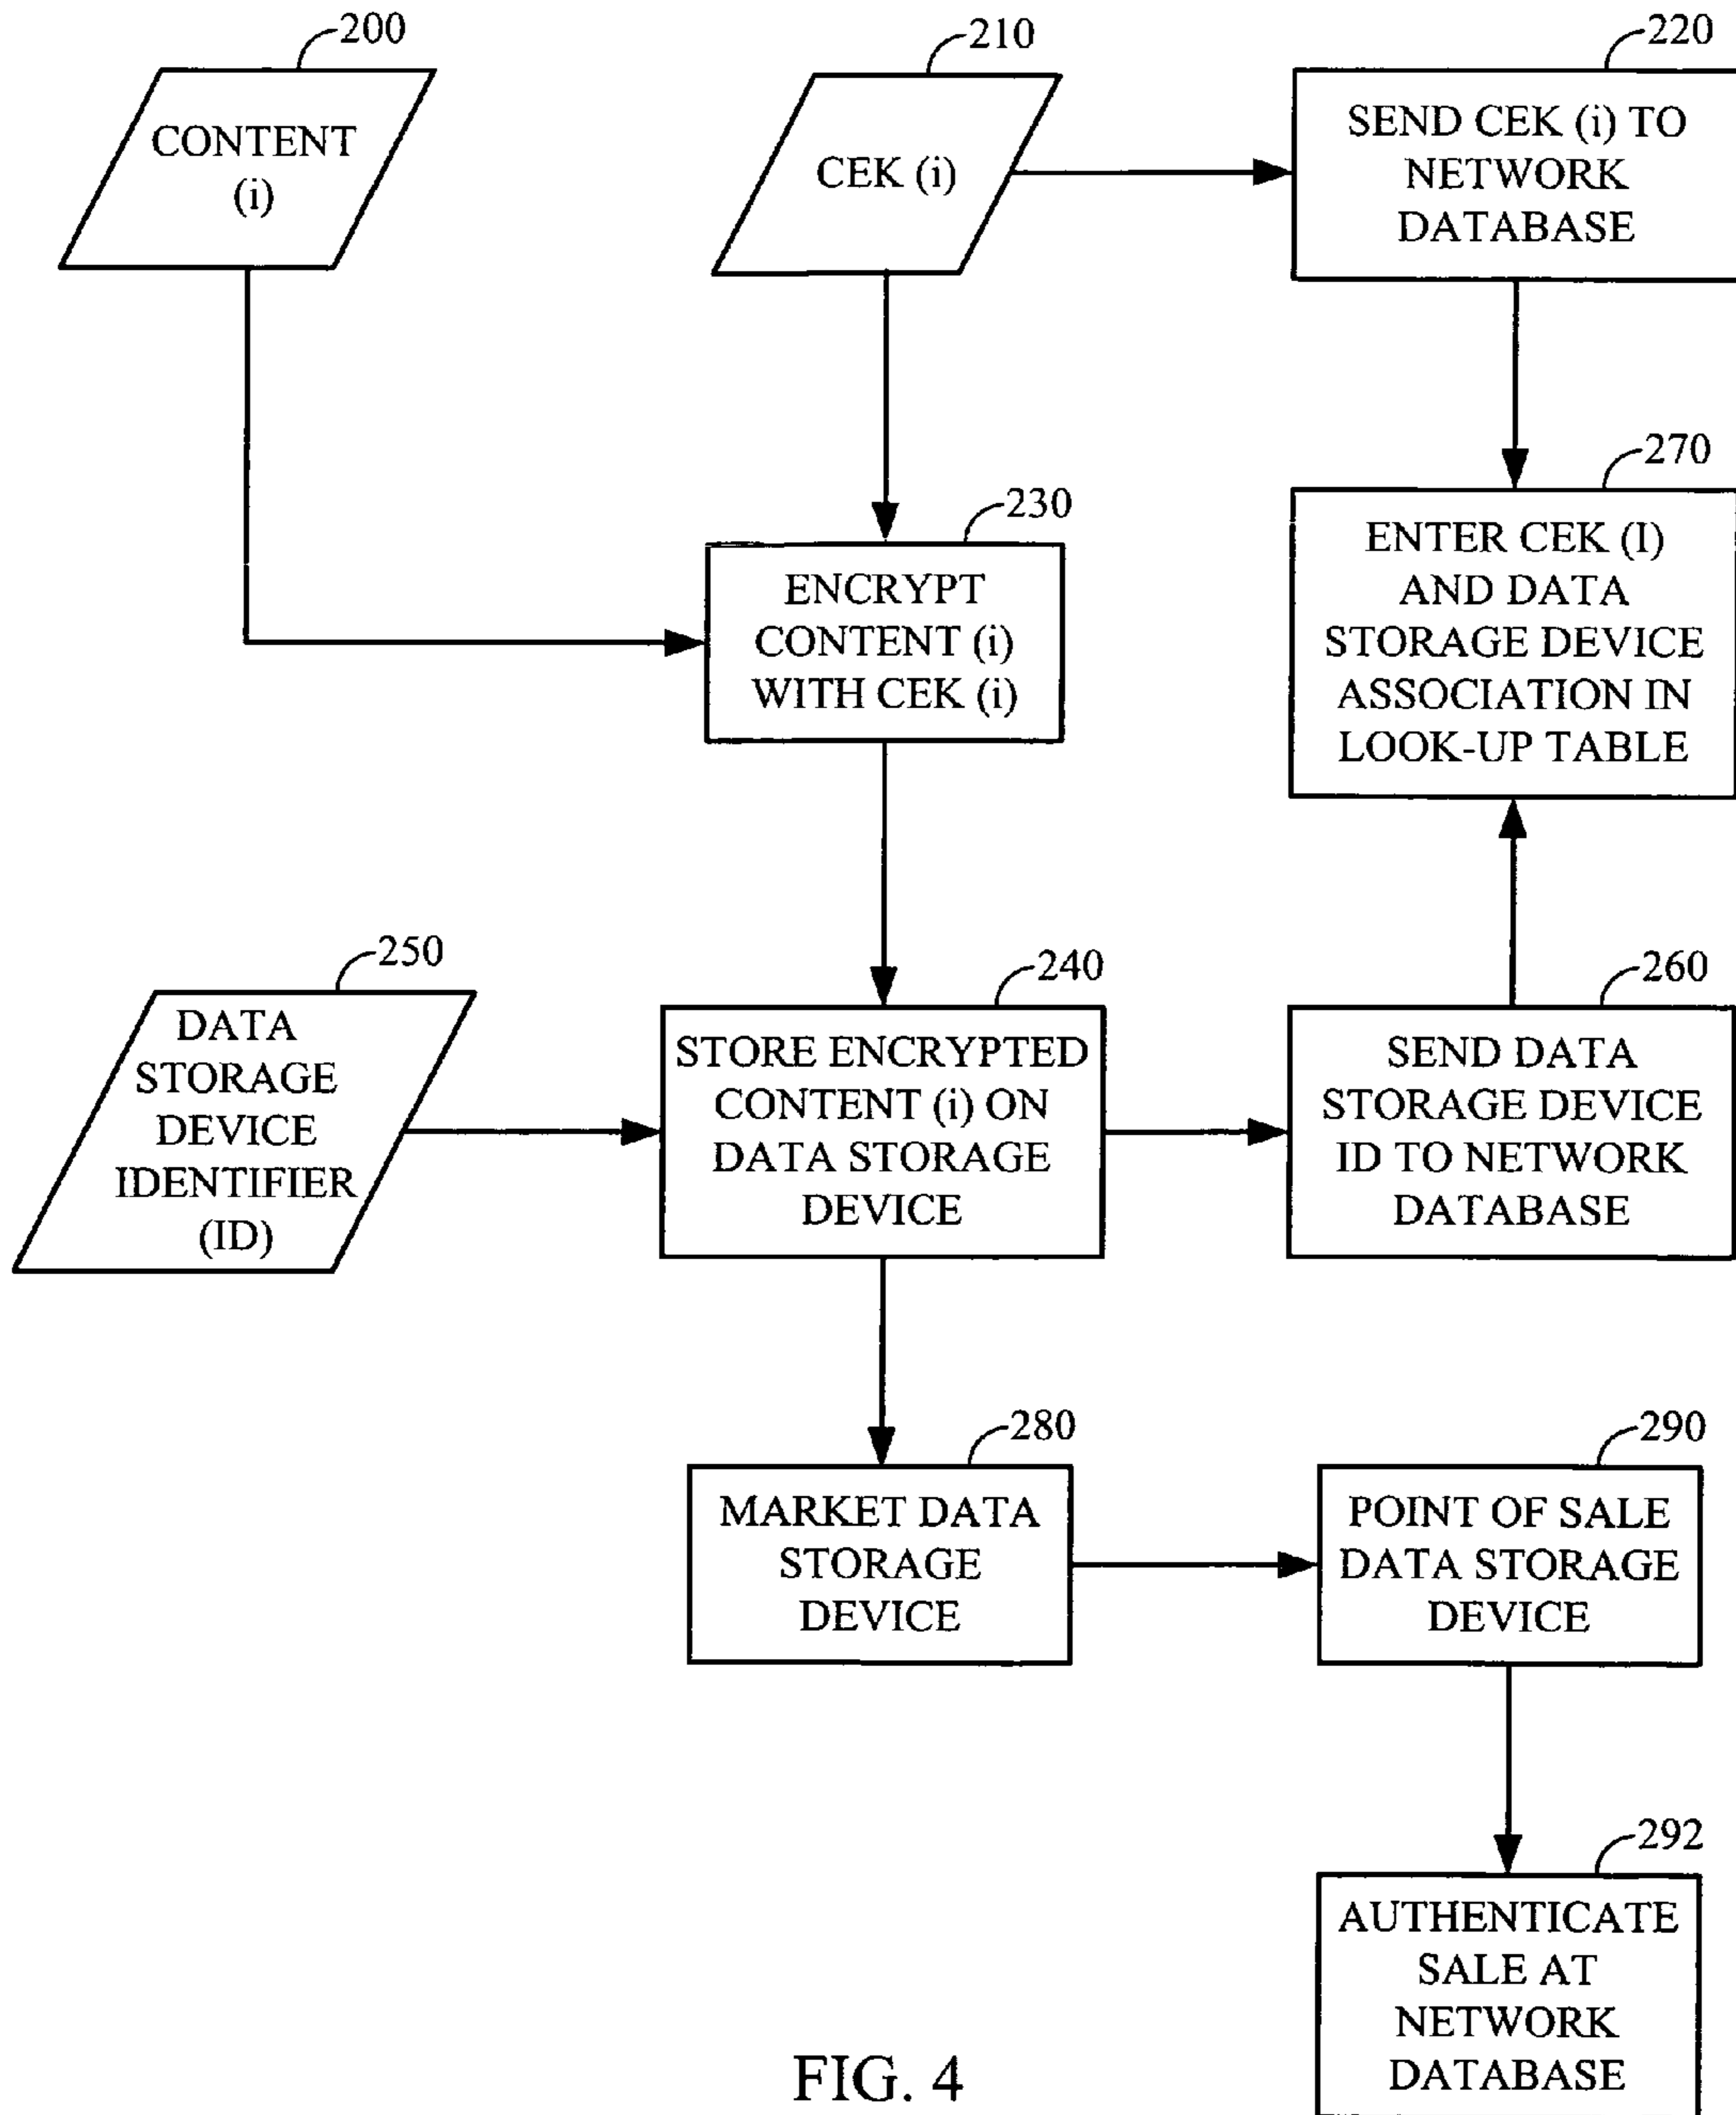 200
CONTENT
(i)
210
CEK (i)
220
SEND CEK (i) TO
NETWORK
DATABASE
230
ENCRYPT
CONTENT (i)
WITH CEK (i)
270
ENTER CEK (I)
AND DATA
STORAGE DEVICE
ASSOCIATION IN
LOOK-UP TABLE
250
DATA
STORAGE
DEVICE
IDENTIFIER
(ID)
240
STORE ENCRYPTED
CONTENT (i) ON
DATA STORAGE
DEVICE
260
SEND DATA
STORAGE DEVICE
ID TO NETWORK
DATABASE
280
MARKET DATA
STORAGE
DEVICE
290
POINT OF SALE
DATA STORAGE
DEVICE
292
AUTHENTICATE
SALE AT
NETWORK
DATABASE
FIG. 4